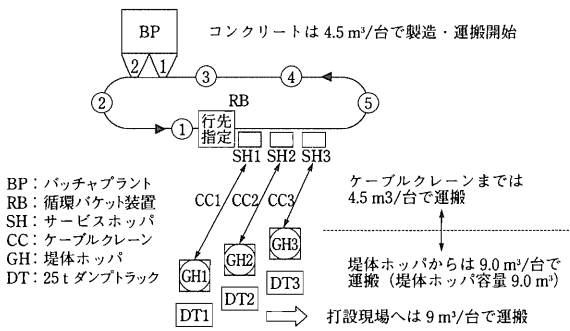 BP
コンクリートは 4.5 m³/台で製造・運搬開始
2 1
③ ④
② RB ⑤
① 行先
指定
SH1 SH2 SH3
BP：バッチャプラント
RB：循環バケット装置
SH：サービスホッパ
CC：ケーブルクレーン
GH：堤体ホッパ
DT：25 t ダンプトラック
CC1 CC2 CC3
GH1 GH2 GH3
DT1 DT2 DT3
ケーブルクレーンまでは
4.5 m3/台で運搬
堤体ホッパからは 9.0 m³/台で
運搬（堤体ホッパ容量 9.0 m³）
打設現場へは 9 m³/台で運搬